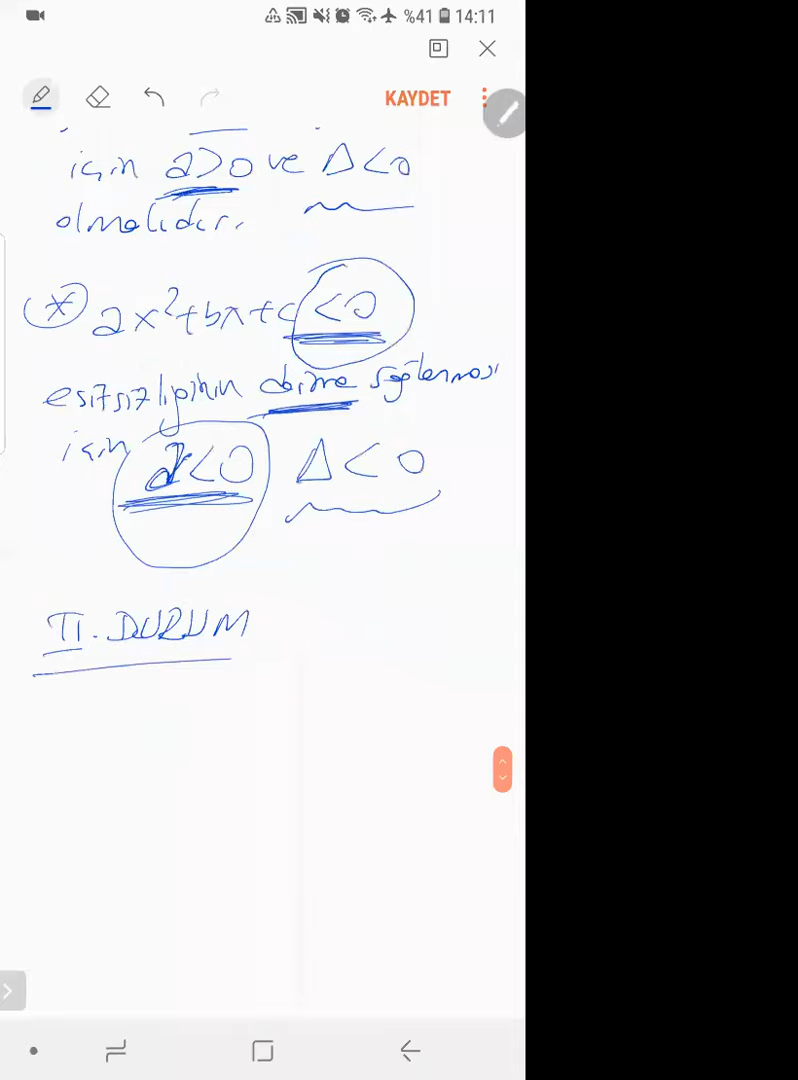 %41 14:11
KAYDET
için a>0 ve Δ<0
olmalıdır.
* ax²+bx+c <0
eşitsizliğinin daima sağlanması
için a<0 Δ<0
II. DURUM